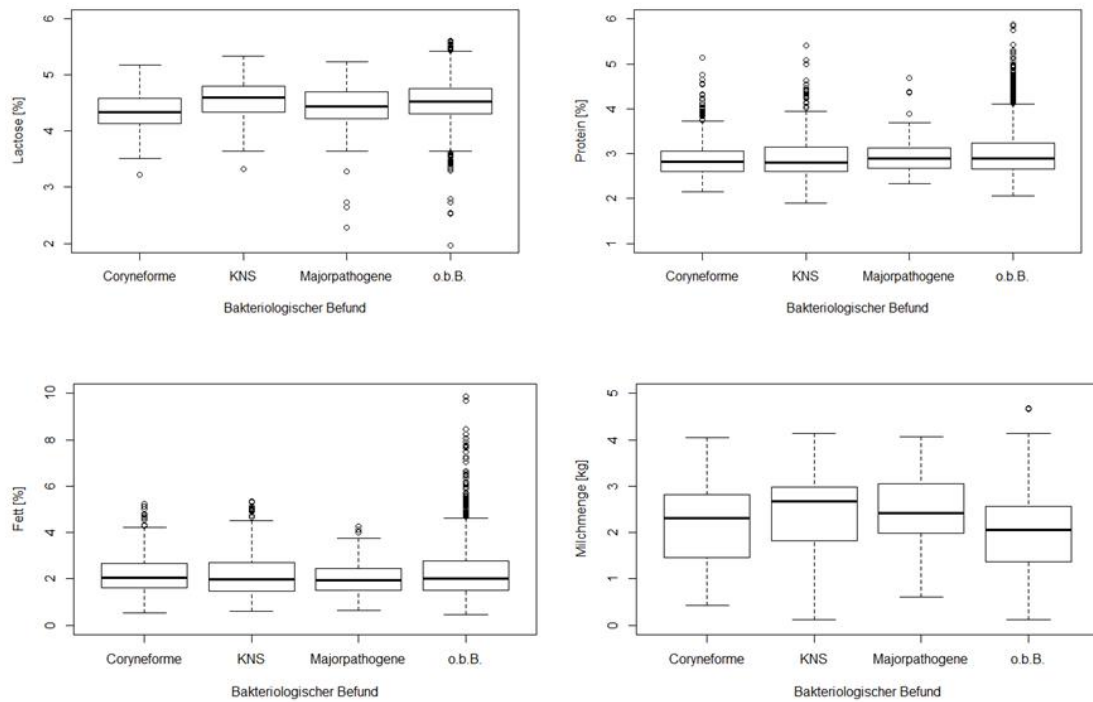 Lactose [%]
6
5
4
3
2
Coryneforme KNS Majorpathogene o.b.B.
Bakteriologischer Befund
Protein [%]
6
5
4
3
2
1
Coryneforme KNS Majorpathogene o.b.B.
Bakteriologischer Befund
Fett [%]
10
8
6
4
2
0
Coryneforme KNS Majorpathogene o.b.B.
Bakteriologischer Befund
Milchmenge [kg]
5
4
3
2
1
0
Coryneforme KNS Majorpathogene o.b.B.
Bakteriologischer Befund